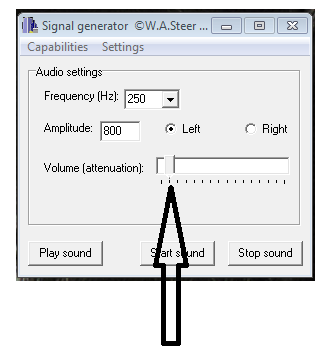 Signal generator ©W.A.Steer ...
Capabilities Settings
Audio settings
Frequency (Hz): 250
Amplitude: 800 Left Right
Volume (attenuation):
Play sound Start sound Stop sound